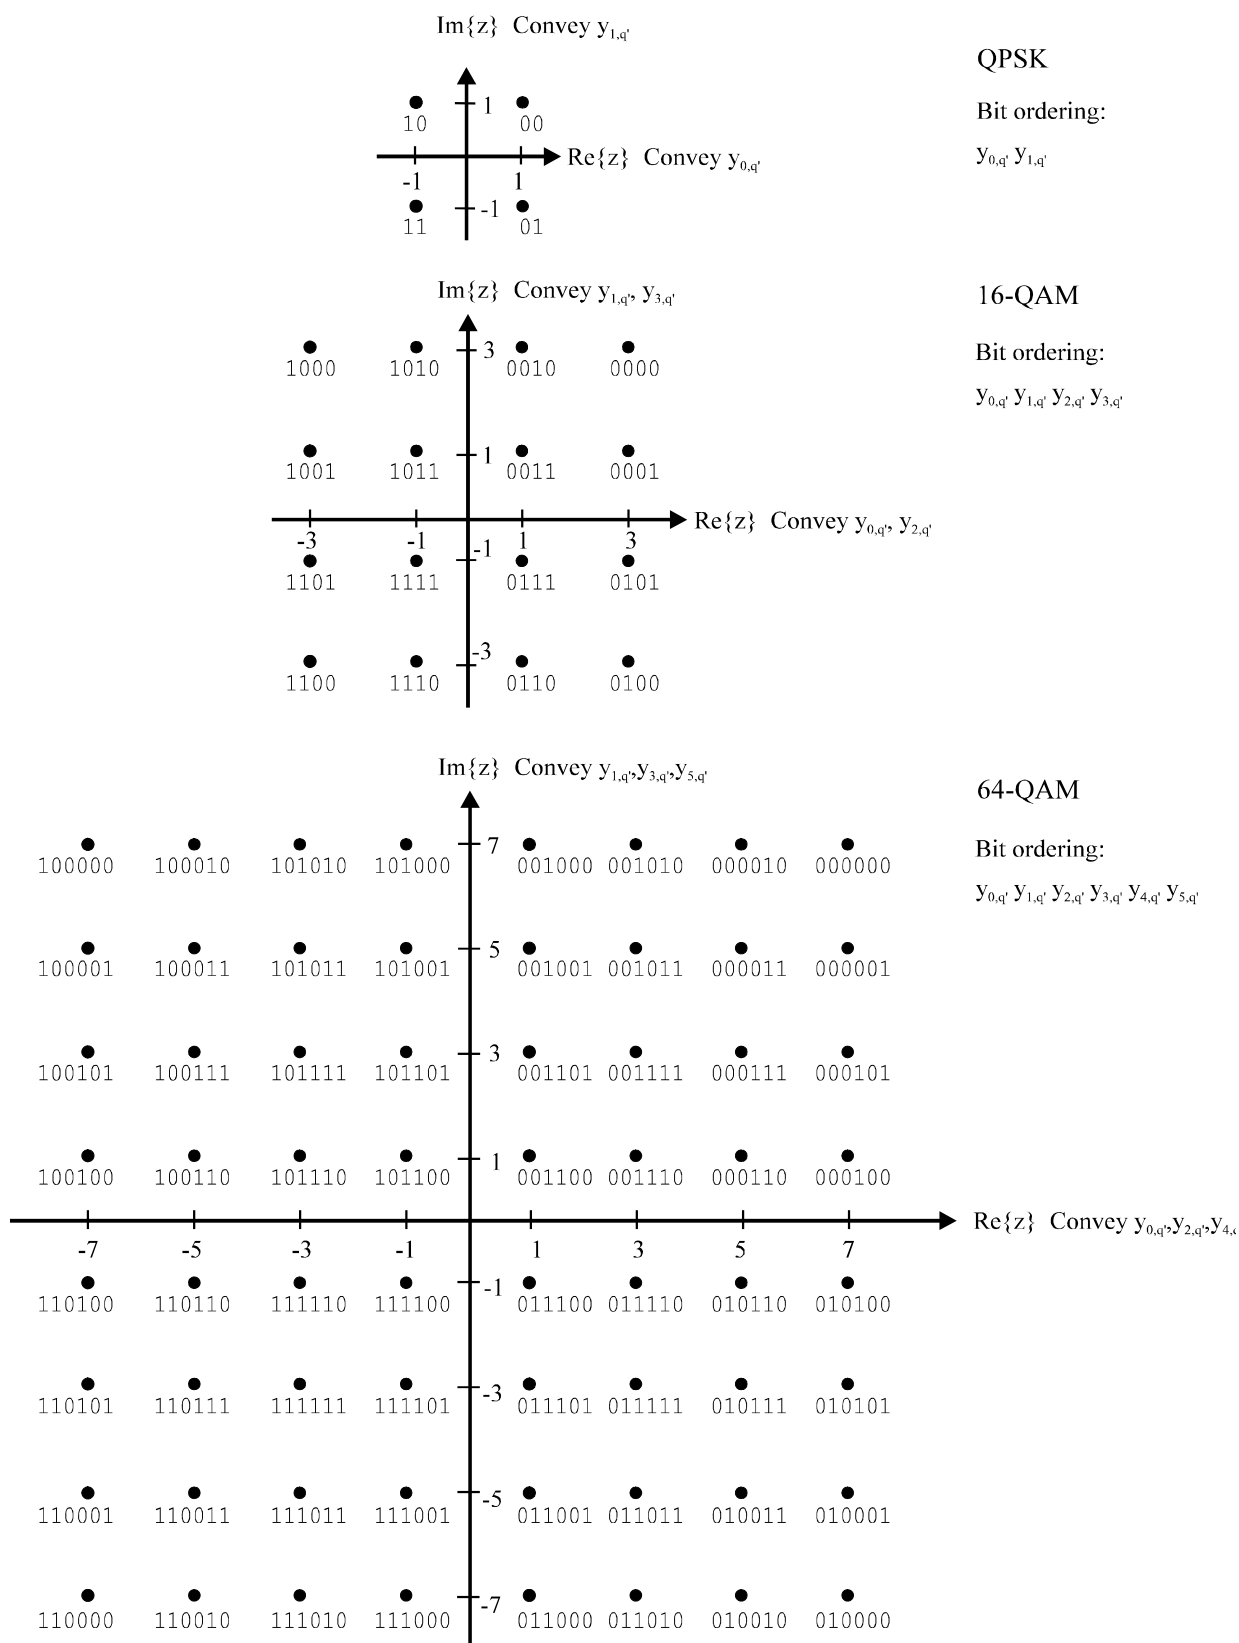 Im{z} Convey y1,q'
QPSK
Bit ordering:
y0,q' y1,q'
1
10 00
Re{z} Convey y0,q'
-1 1
-1
11 01
Im{z} Convey y1,q', y3,q'
16-QAM
Bit ordering:
y0,q' y1,q' y2,q' y3,q'
3
1000 1010 0010 0000
1
1001 1011 0011 0001
Re{z} Convey y0,q', y2,q'
-3 -1 1 3
-1
1101 1111 0111 0101
-3
1100 1110 0110 0100
Im{z} Convey y1,q',y3,q',y5,q'
64-QAM
Bit ordering:
y0,q' y1,q' y2,q' y3,q' y4,q' y5,q'
7
100000 100010 101010 101000 001000 001010 000010 000000
5
100001 100011 101011 101001 001001 001011 000011 000001
3
100101 100111 101111 101101 001101 001111 000111 000101
1
100100 100110 101110 101100 001100 001110 000110 000100
Re{z} Convey y0,q',y2,q',y4,
-7 -5 -3 -1 1 3 5 7
-1
110100 110110 111110 111100 011100 011110 010110 010100
-3
110101 110111 111111 111101 011101 011111 010111 010101
-5
110001 110011 111011 111001 011001 011011 010011 010001
-7
110000 110010 111010 111000 011000 011010 010010 010000